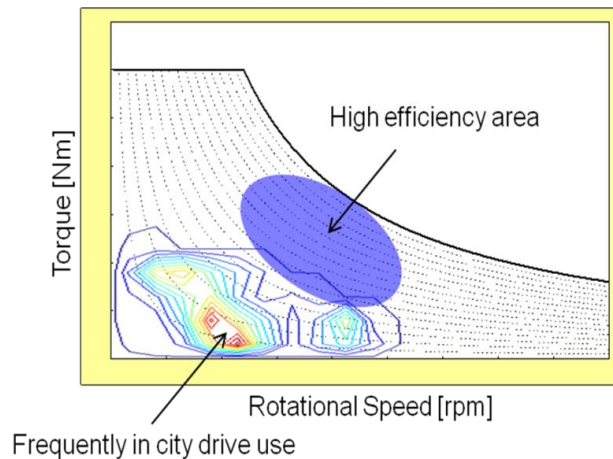 High efficiency area
Torque [Nm]
Rotational Speed [rpm]
Frequently in city drive use